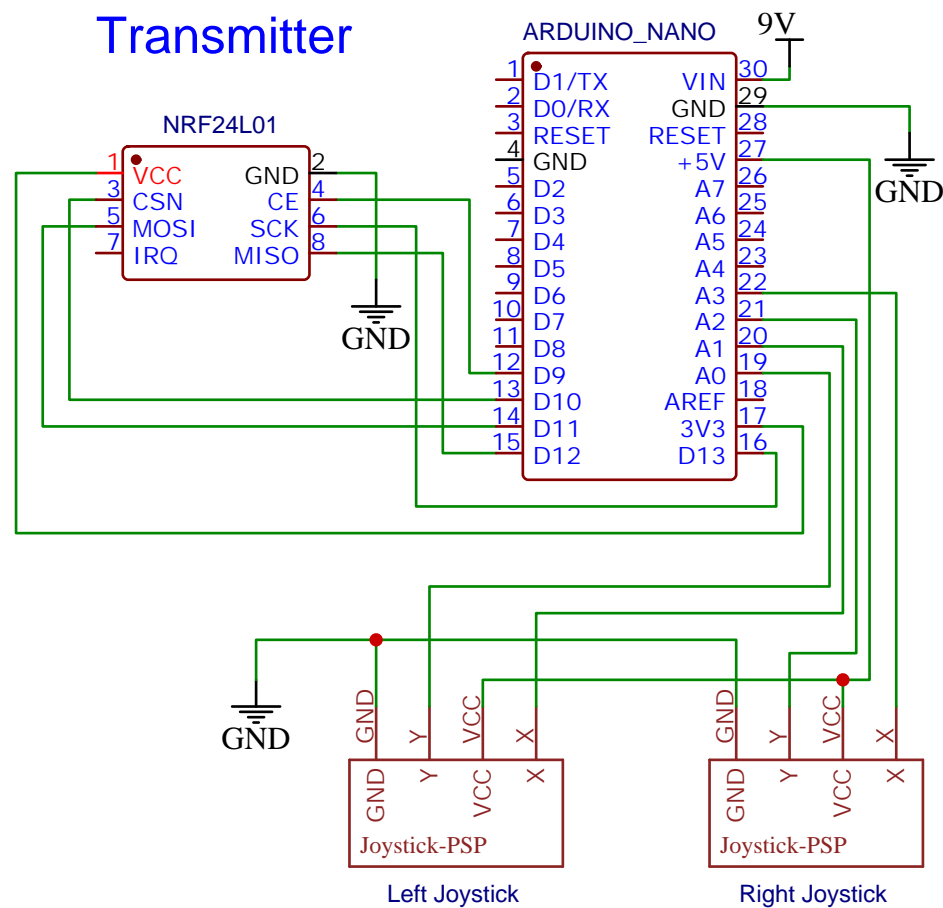 Transmitter
ARDUINO_NANO
9V
NRF24L01
1 VCC
GND 2
3 CSN
CE 4
5 MOSI
SCK 6
7 IRQ
MISO 8
GND
1 D1/TX
VIN 30
2 D0/RX
GND 29
3 RESET
RESET 28
4 GND
+5V 27
5 D2
A7 26
6 D3
A6 25
7 D4
A5 24
8 D5
A4 23
9 D6
A3 22
10 D7
A2 21
11 D8
A1 20
12 D9
A0 19
13 D10
AREF 18
14 D11
3V3 17
15 D12
D13 16
GND
GND
GND
Y
VCC
X
GND
Y
VCC
X
Joystick-PSP
Left Joystick
GND
Y
VCC
X
GND
Y
VCC
X
Joystick-PSP
Right Joystick